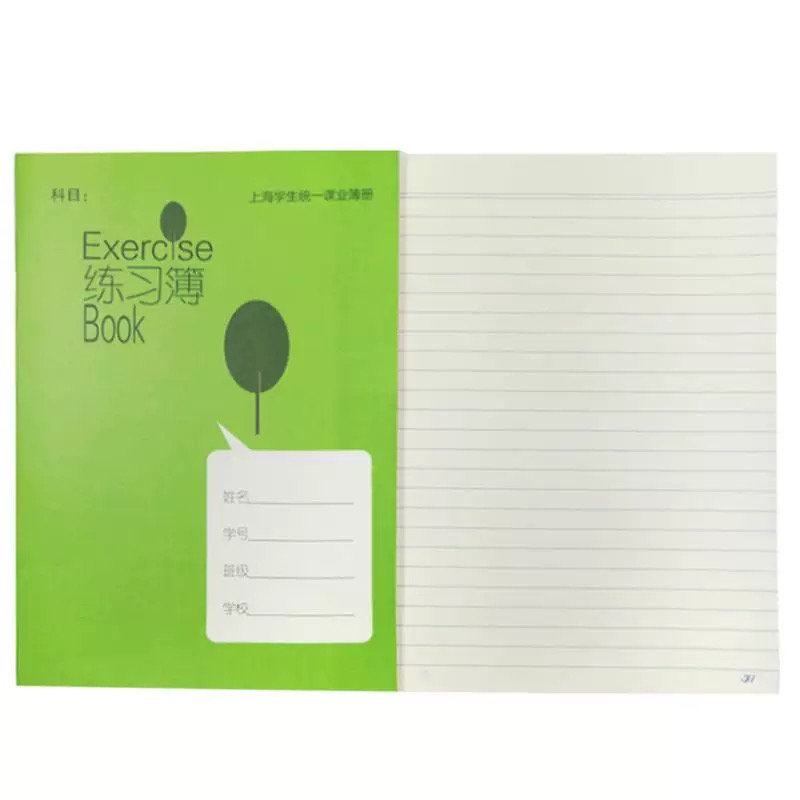 科目：
上海学生统一课业簿册
Exercise
练习簿
Book
姓名
学号
班级
学校